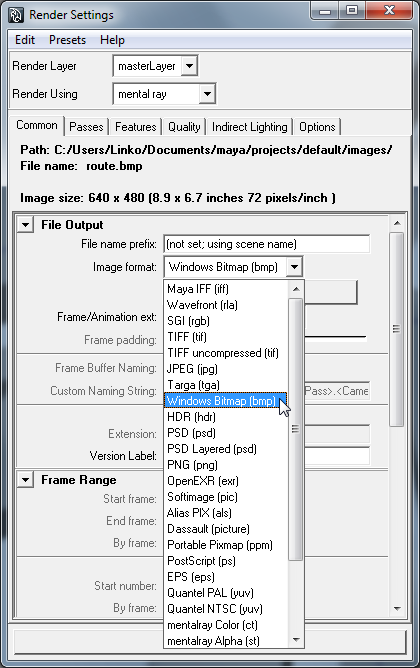 Render Settings
Edit Presets Help
Render Layer masterLayer
Render Using mental ray
Common Passes Features Quality Indirect Lighting Options
Path: C:/Users/Linko/Documents/maya/projects/default/images/
File name: route.bmp
Image size: 640 x 480 (8.9 x 6.7 inches 72 pixels/inch )
File Output
File name prefix: (not set; using scene name)
Image format: Windows Bitmap (bmp)
Maya IFF (iff)
Wavefront (rla)
Frame/Animation ext:
SGI (rgb)
Frame padding:
TIFF (tif)
TIFF uncompressed (tif)
Frame Buffer Naming:
JPEG (jpg)
Custom Naming String:
Targa (tga)
Pass>.<Came
Windows Bitmap (bmp)
HDR (hdr)
Extension:
PSD (psd)
Version Label:
PSD Layered (psd)
PNG (png)
Frame Range
OpenEXR (exr)
Start frame:
Softimage (pic)
End frame:
Alias PIX (als)
Dassault (picture)
By frame:
Portable Pixmap (ppm)
PostScript (ps)
EPS (eps)
Start number:
Quantel PAL (yuv)
By frame:
Quantel NTSC (yuv)
mentalray Color (ct)
mentalray Alpha (st)